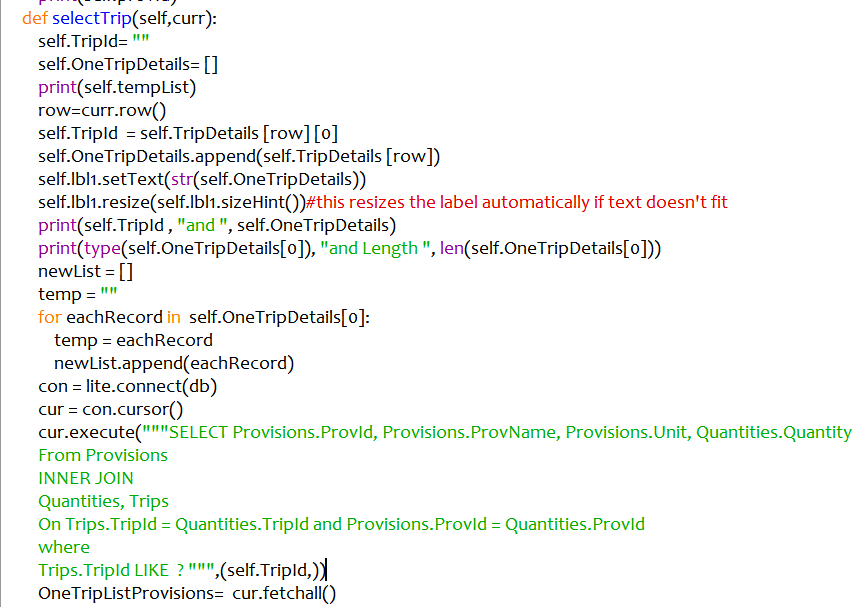 def selectTrip(self,curr):
self.TripId= ""
self.OneTripDetails= []
print(self.tempList)
row=curr.row()
self.TripId = self.TripDetails [row] [0]
self.OneTripDetails.append(self.TripDetails [row])
self.lbl1.setText(str(self.OneTripDetails))
self.lbl1.resize(self.lbl1.sizeHint())#this resizes the label automatically if text doesn't fit
print(self.TripId , "and ", self.OneTripDetails)
print(type(self.OneTripDetails[0]), "and Length ", len(self.OneTripDetails[0]))
newList = []
temp = ""
for eachRecord in self.OneTripDetails[0]:
temp = eachRecord
newList.append(eachRecord)
con = lite.connect(db)
cur = con.cursor()
cur.execute("""SELECT Provisions.ProvId, Provisions.ProvName, Provisions.Unit, Quantities.Quantity
From Provisions
INNER JOIN
Quantities, Trips
On Trips.TripId = Quantities.TripId and Provisions.ProvId = Quantities.ProvId
where
Trips.TripId LIKE ? """,(self.TripId,))
OneTripListProvisions= cur.fetchall()